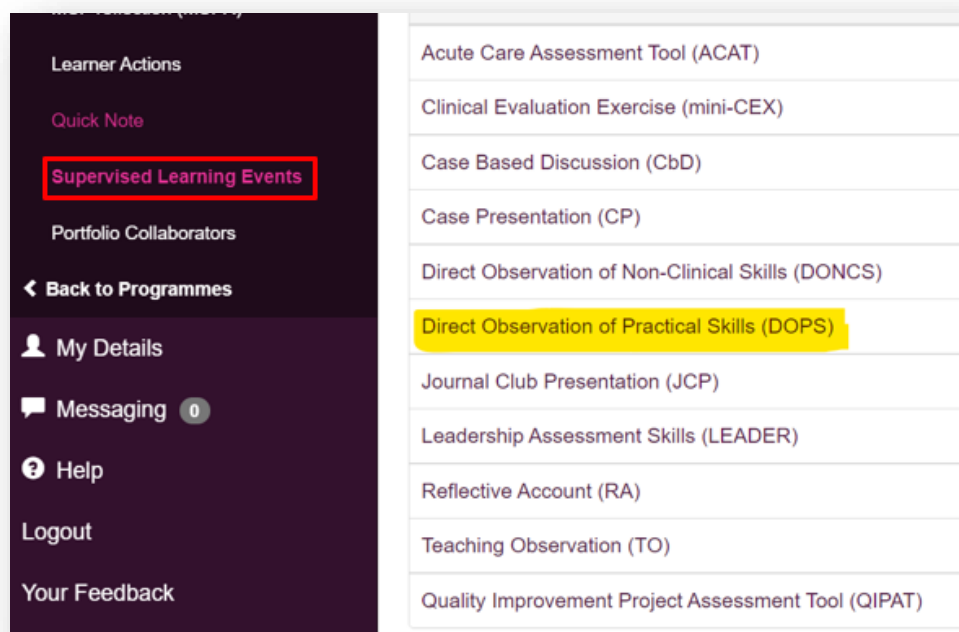 Learner Actions
Quick Note
Supervised Learning Events
Portfolio Collaborators
Back to Programmes
My Details
Messaging 0
Help
Logout
Your Feedback
Acute Care Assessment Tool (ACAT)
Clinical Evaluation Exercise (mini-CEX)
Case Based Discussion (CbD)
Case Presentation (CP)
Direct Observation of Non-Clinical Skills (DONCS)
Direct Observation of Practical Skills (DOPS)
Journal Club Presentation (JCP)
Leadership Assessment Skills (LEADER)
Reflective Account (RA)
Teaching Observation (TO)
Quality Improvement Project Assessment Tool (QIPAT)